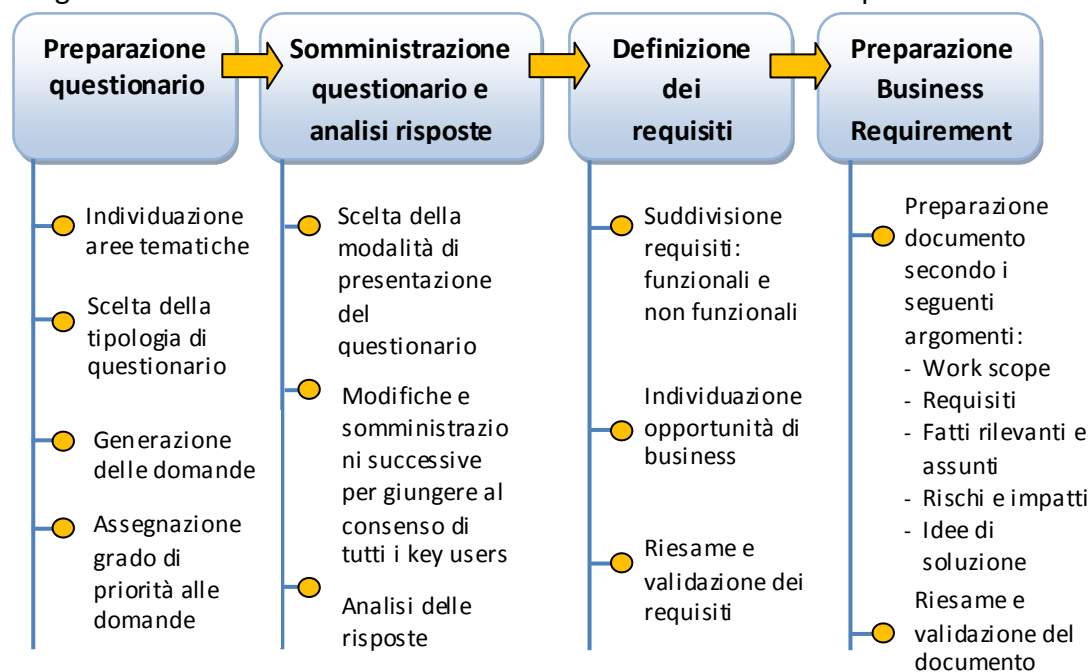 Preparazione
questionario
Somministrazione
questionario e
analisi risposte
Definizione
dei
requisiti
Preparazione
Business
Requirement
Individuazione
aree tematiche
Scelta della
tipologia di
questionario
Generazione
delle domande
Assegnazione
grado di
priorità alle
domande
Scelta della
modalità di
presentazione
del
questionario
Modifiche e
somministrazio
ni successive
per giungere al
consenso di
tutti i key users
Analisi delle
risposte
Suddivisione
requisiti:
funzionali e
non funzionali
Individuazione
opportunità di
business
Riesame e
validazione dei
requisiti
Preparazione
documento
secondo i
seguenti
argomenti:
- Work scope
- Requisiti
- Fatti rilevanti e
assunti
- Rischi e impatti
- Idee di
soluzione
Riesame e
validazione del
documento